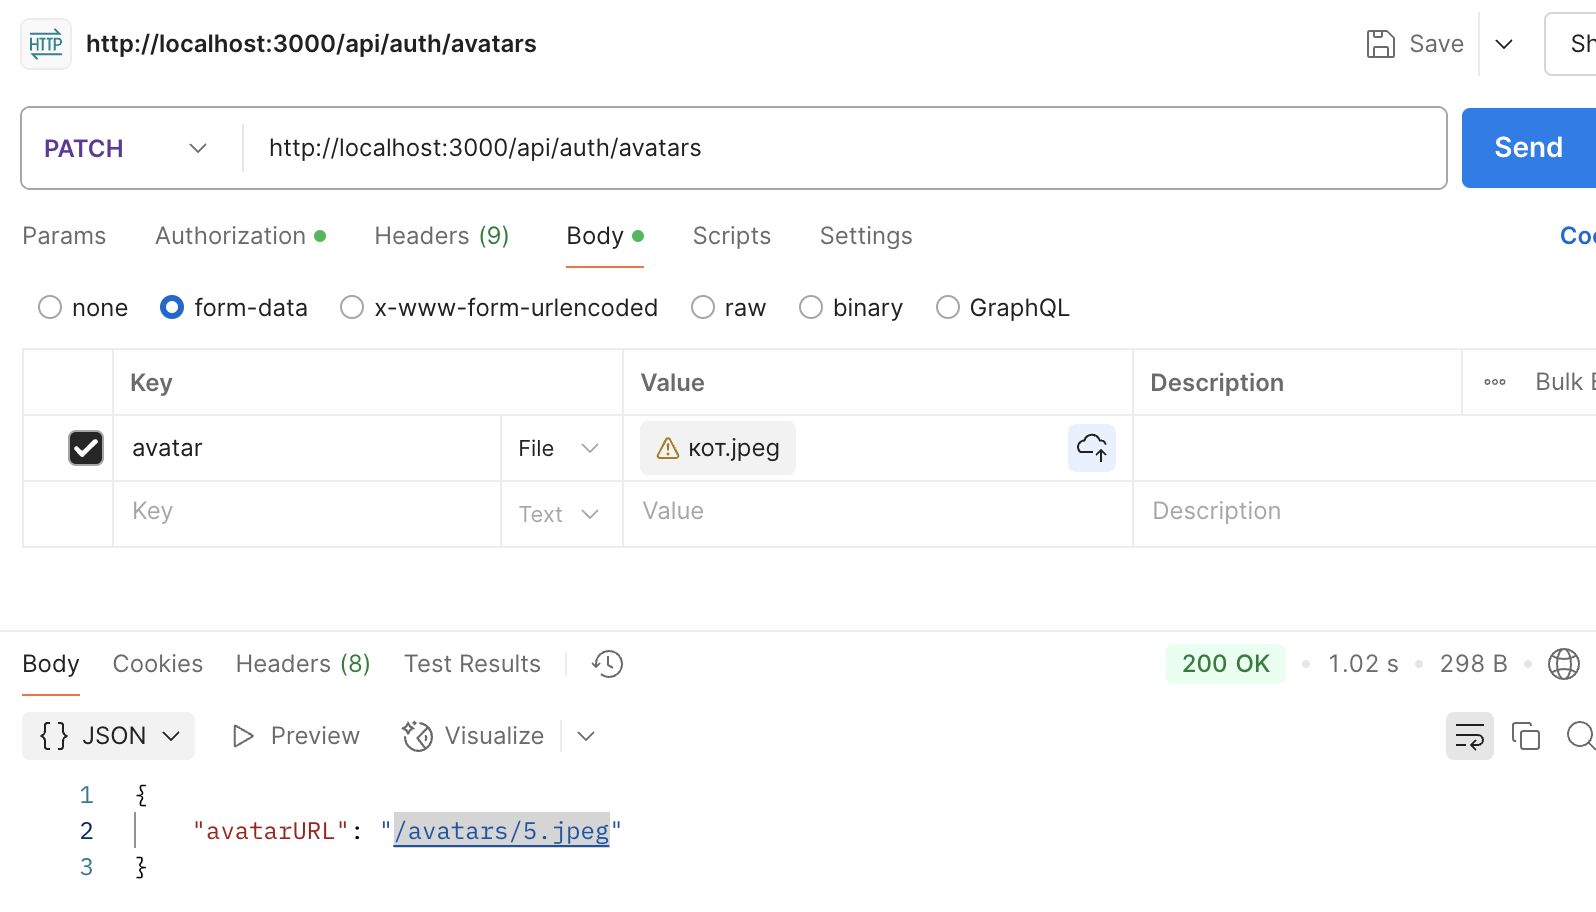 HTTP http://localhost:3000/api/auth/avatars Save Sh
PATCH http://localhost:3000/api/auth/avatars Send
Params Authorization Headers (9) Body Scripts Settings Coo
none form-data x-www-form-urlencoded raw binary GraphQL
Key Value Description Bulk E
avatar File кот.jpeg
Key Text Value Description
Body Cookies Headers (8) Test Results 200 OK • 1.02 s • 298 B •
{} JSON Preview Visualize
1 {
2 "avatarURL": "/avatars/5.jpeg"
3 }